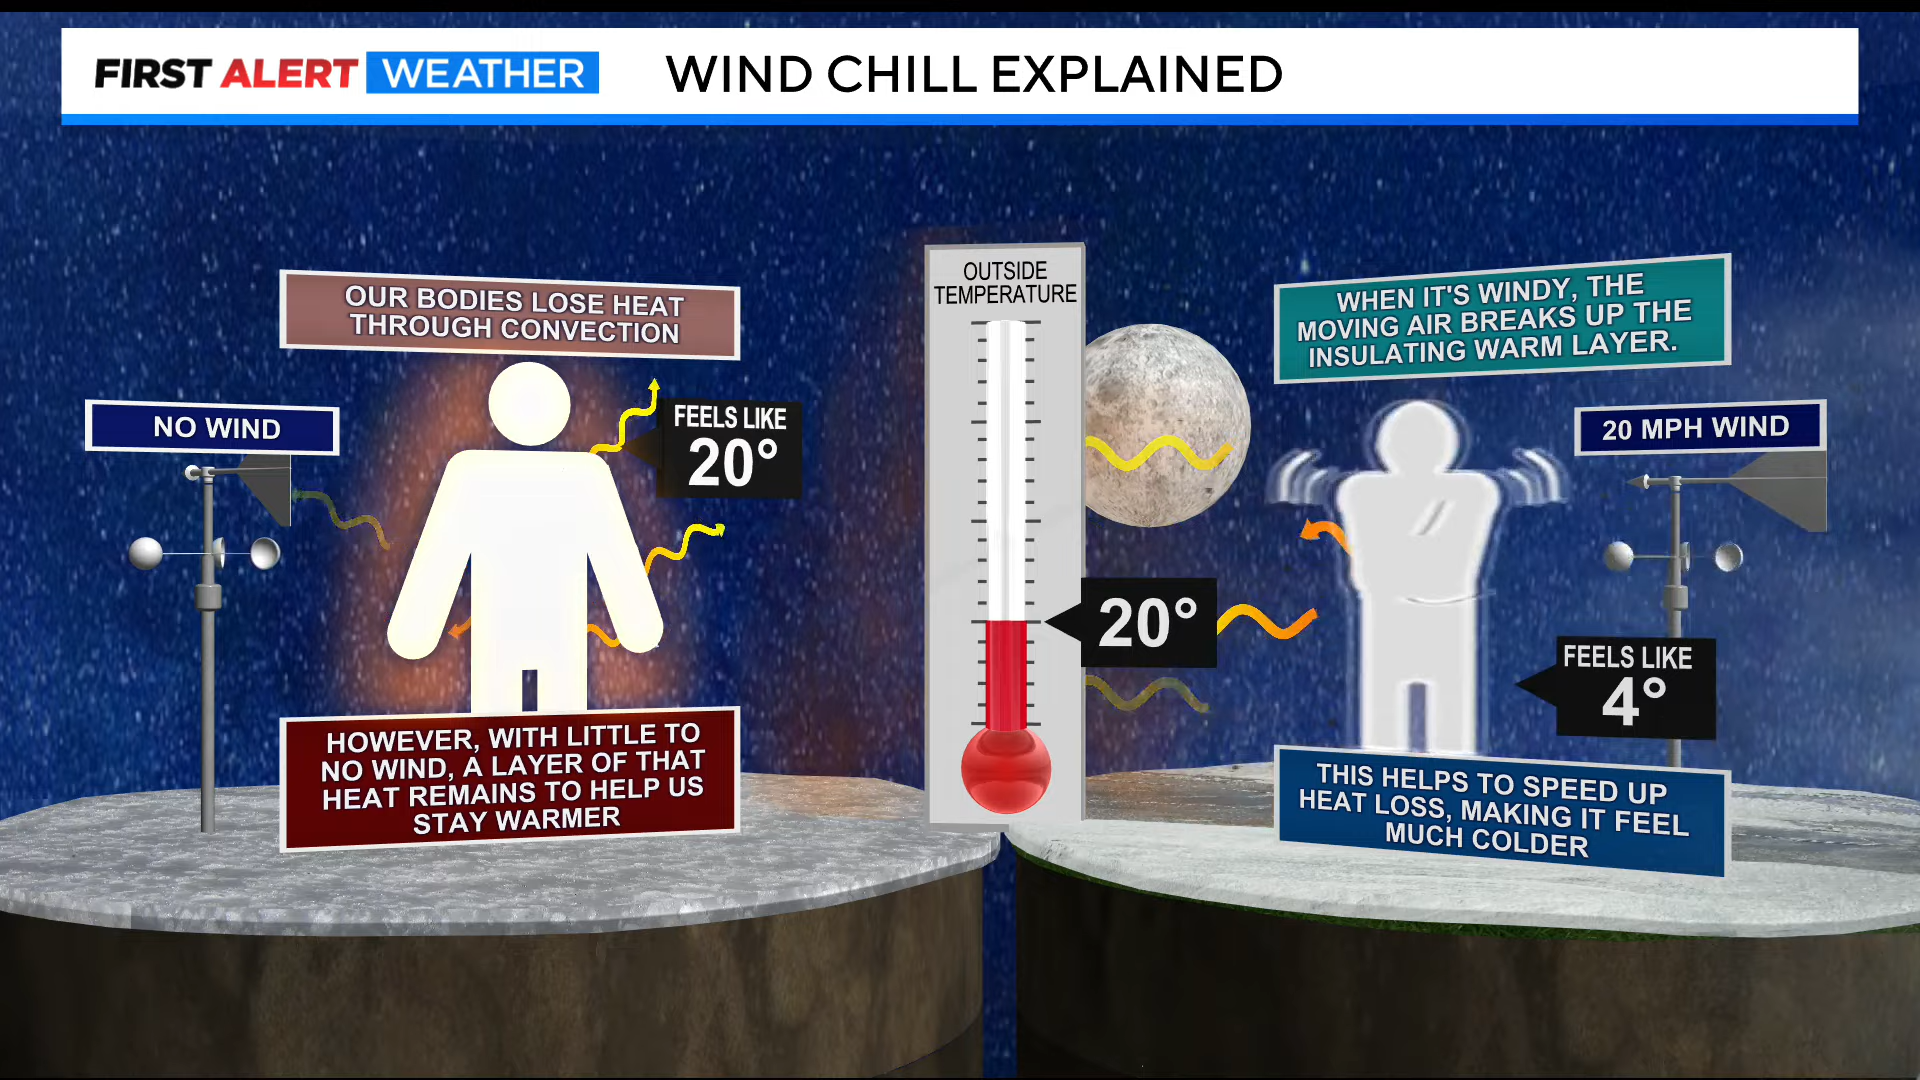 FIRST ALERT WEATHER
WIND CHILL EXPLAINED
OUR BODIES LOSE HEAT
THROUGH CONVECTION
NO WIND
FEELS LIKE
20°
HOWEVER, WITH LITTLE TO
NO WIND, A LAYER OF THAT
HEAT REMAINS TO HELP US
STAY WARMER
OUTSIDE
TEMPERATURE
20°
WHEN IT'S WINDY, THE
MOVING AIR BREAKS UP THE
INSULATING WARM LAYER.
20 MPH WIND
FEELS LIKE
4°
THIS HELPS TO SPEED UP
HEAT LOSS, MAKING IT FEEL
MUCH COLDER